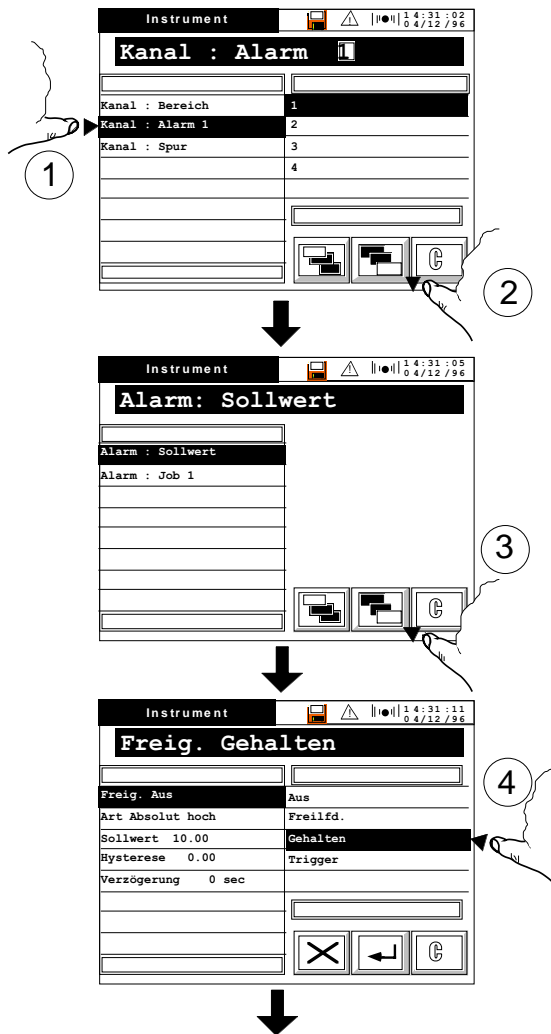 Instrument 14:31:02
04/12/96
Kanal : Alarm 1
Kanal : Bereich 1
Kanal : Alarm 1 2
Kanal : Spur 3
4
C
1
2
Instrument 14:31:05
04/12/96
Alarm: Sollwert
Alarm : Sollwert
Alarm : Job 1
3
C
Instrument 14:31:11
04/12/96
Freig. Gehalten
4
Freig. Aus Aus
Art Absolut hoch Freilfd.
Sollwert 10.00 Gehalten
Hysterese 0.00 Trigger
Verzögerung 0 sec
C